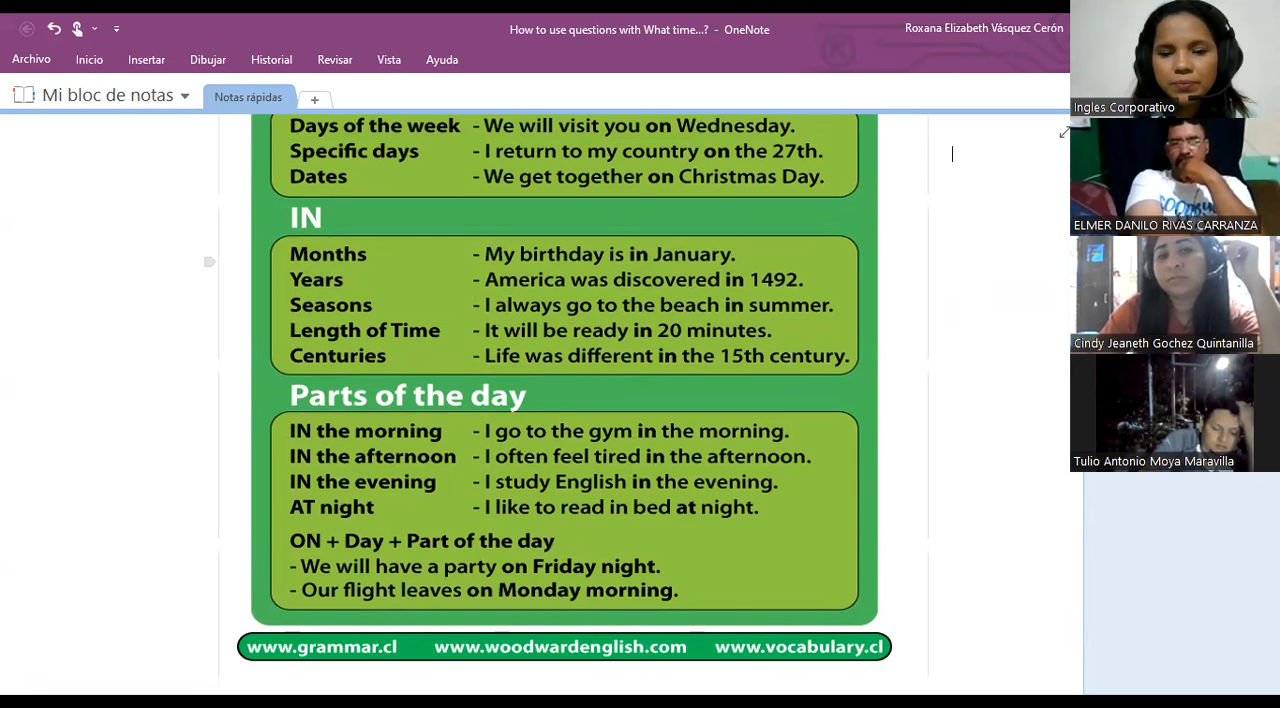 How to use questions with What time...? - OneNote
Roxana Elizabeth Vásquez Cerón
Archivo Inicio Insertar Dibujar Historial Revisar Vista Ayuda
Mi bloc de notas Notas rápidas
Days of the week - We will visit you on Wednesday.
Specific days - I return to my country on the 27th.
Dates - We get together on Christmas Day.
IN
Months - My birthday is in January.
Years - America was discovered in 1492.
Seasons - I always go to the beach in summer.
Length of Time - It will be ready in 20 minutes.
Centuries - Life was different in the 15th century.
Parts of the day
IN the morning - I go to the gym in the morning.
IN the afternoon - I often feel tired in the afternoon.
IN the evening - I study English in the evening.
AT night - I like to read in bed at night.
ON + Day + Part of the day
- We will have a party on Friday night.
- Our flight leaves on Monday morning.
www.grammar.cl www.woodwardenglish.com www.vocabulary.cl
Ingles Corporativo
ELMER DANILO RIVAS CARRANZA
Cindy Jeaneth Gochez Quintanilla
Tulio Antonio Moya Maravilla